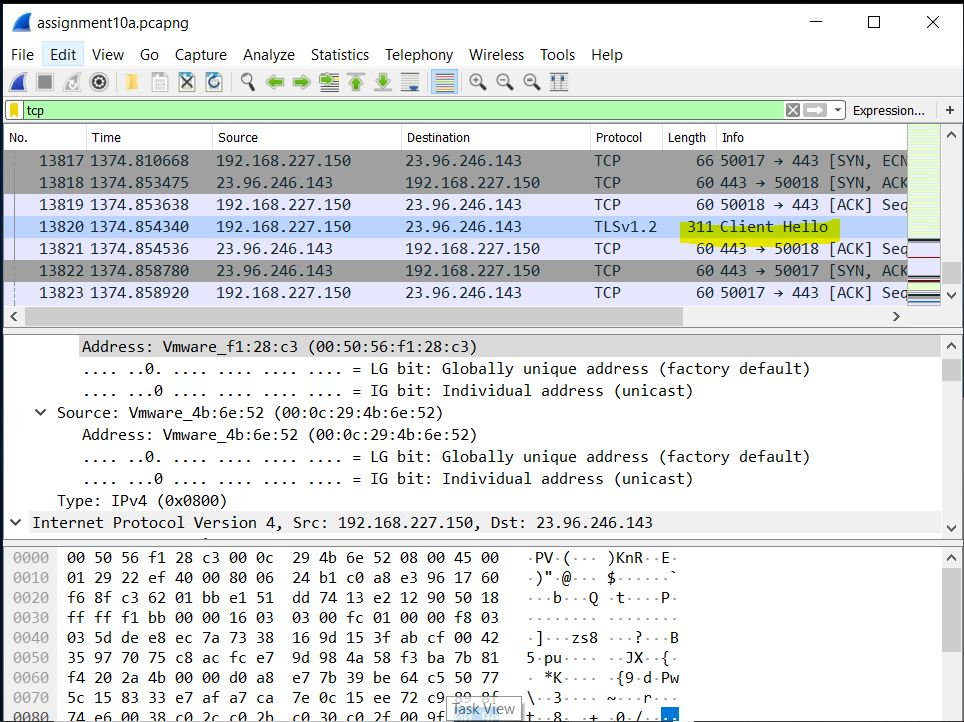 assignment10a.pcapng
File Edit View Go Capture Analyze Statistics Telephony Wireless Tools Help
tcp Expression... +
No. Time Source Destination Protocol Length Info
13817 1374.810668 192.168.227.150 23.96.246.143 TCP 66 50017 → 443 [SYN, ECN
13818 1374.853475 23.96.246.143 192.168.227.150 TCP 60 443 → 50018 [SYN, ACK
13819 1374.853638 192.168.227.150 23.96.246.143 TCP 60 50018 → 443 [ACK] Seq
13820 1374.854340 192.168.227.150 23.96.246.143 TLSv1.2 311 Client Hello
13821 1374.854536 23.96.246.143 192.168.227.150 TCP 60 443 → 50018 [ACK] Seq
13822 1374.858780 23.96.246.143 192.168.227.150 TCP 60 443 → 50017 [SYN, ACK
13823 1374.858920 192.168.227.150 23.96.246.143 TCP 60 50017 → 443 [ACK] Seq
Address: Vmware_f1:28:c3 (00:50:56:f1:28:c3)
.... ..0. .... .... .... .... = LG bit: Globally unique address (factory default)
.... ...0 .... .... .... .... = IG bit: Individual address (unicast)
Source: Vmware_4b:6e:52 (00:0c:29:4b:6e:52)
Address: Vmware_4b:6e:52 (00:0c:29:4b:6e:52)
.... ..0. .... .... .... .... = LG bit: Globally unique address (factory default)
.... ...0 .... .... .... .... = IG bit: Individual address (unicast)
Type: IPv4 (0x0800)
Internet Protocol Version 4, Src: 192.168.227.150, Dst: 23.96.246.143
0000 00 50 56 f1 28 c3 00 0c 29 4b 6e 52 08 00 45 00 ·PV·(··· )KnR··E·
0010 01 29 22 ef 40 00 80 06 24 b1 c0 a8 e3 96 17 60 ·)"·@··· $······`
0020 f6 8f c3 62 01 bb e1 51 dd 74 13 e2 12 90 50 18 ···b···Q ·t····P·
0030 ff ff f1 bb 00 00 16 03 03 00 fc 01 00 00 f8 03 ········ ········
0040 03 5d de e8 ec 7a 73 38 16 9d 15 3f ab cf 00 42 ·]···zs8 ···?···B
0050 35 97 70 75 c8 ac fc e7 9d 98 4a 58 f3 ba 7b 81 5·pu···· ··JX··{·
0060 f4 20 2a 4b 00 00 d0 a8 e7 7b 39 be 64 c5 50 77 · *K···· ·{9·d·Pw
0070 5c 15 83 33 e7 af a7 ca 7e 0c 15 ee 72 c9 \··3···· ~···r···
0080 74 e6 00 38 c0 2c c0 2b c0 30 c0 2f 00 9f t··8·,·+ ·0·/··
Task View